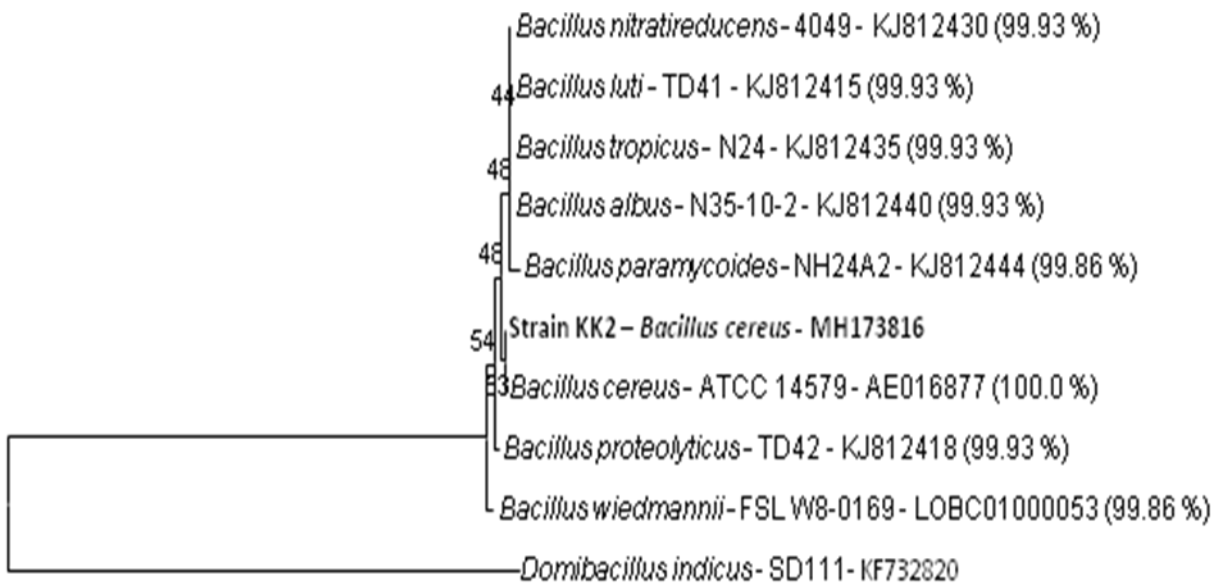 Bacillus nitratireducens- 4049- KJ812430 (99.93 %)
44
Bacillus luti - TD41 - KJ812415 (99.93 %)
Bacillus tropicus- N24- KJ812435 (99.93 %)
48
Bacillus albus- N35-10-2- KJ812440 (99.93 %)
48
Bacillus paramycoides- NH24A2- KJ812444 (99.86 %)
Strain KK2 – Bacillus cereus - MH173816
54
Bacillus cereus- ATCC 14579- AE016877 (100.0 %)
Bacillus proteolyticus- TD42 - KJ812418 (99.93 %)
Bacillus wiedmannii- FSL W8-0169- LOBC01000053 (99.86 %)
Domibacillus indicus- SD111- KF732820